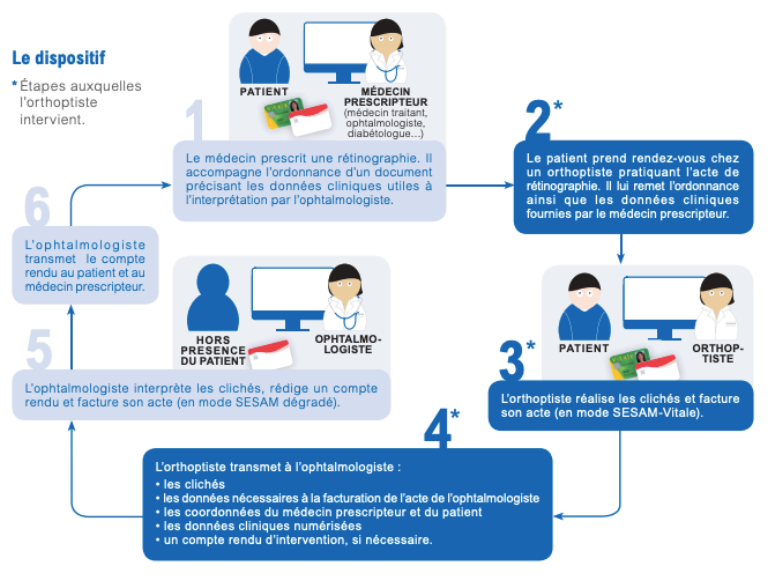 Le dispositif
* Étapes auxquelles
l'orthoptiste
intervient.
PATIENT
MÉDECIN
PRESCRIPTEUR
(médecin traitant,
ophtalmologiste,
diabétologue...)
1
Le médecin prescrit une rétinographie. Il
accompagne l'ordonnance d'un document
précisant les données cliniques utiles à
l'interprétation par l'ophtalmologiste.
2*
Le patient prend rendez-vous chez
un orthoptiste pratiquant l'acte de
rétinographie. Il lui remet l'ordonnance
ainsi que les données cliniques
fournies par le médecin prescripteur.
PATIENT
ORTHOP-
TISTE
3*
L'orthoptiste réalise les clichés et facture
son acte (en mode SESAM-Vitale).
4*
L'orthoptiste transmet à l'ophtalmologiste :
• les clichés
• les données nécessaires à la facturation de l'acte de l'ophtalmologiste
• les coordonnées du médecin prescripteur et du patient
• les données cliniques numérisées
• un compte rendu d'intervention, si nécessaire.
HORS
PRESENCE
DU PATIENT
OPHTALMO-
LOGISTE
5
L'ophtalmologiste interprète les clichés, rédige un compte
rendu et facture son acte (en mode SESAM dégradé).
6
L'ophtalmologiste
transmet le compte
rendu au patient et au
médecin prescripteur.